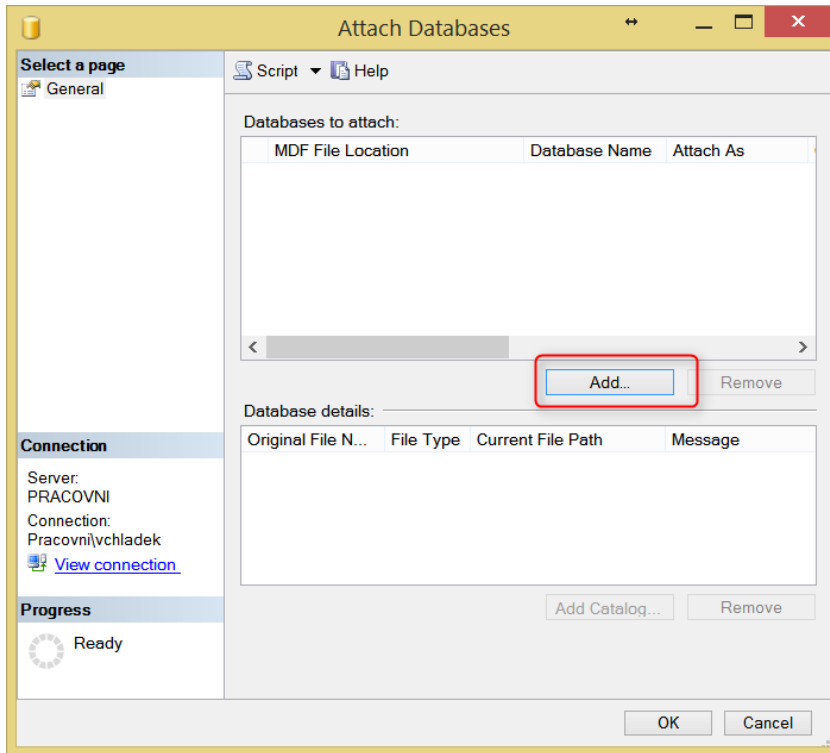 Attach Databases
Select a page
General
Script Help
Databases to attach:
MDF File Location Database Name Attach As
Add... Remove
Database details:
Original File N... File Type Current File Path Message
Connection
Server:
PRACOVNI
Connection:
Pracovni\vchladek
View connection
Add Catalog... Remove
Progress
Ready
OK Cancel